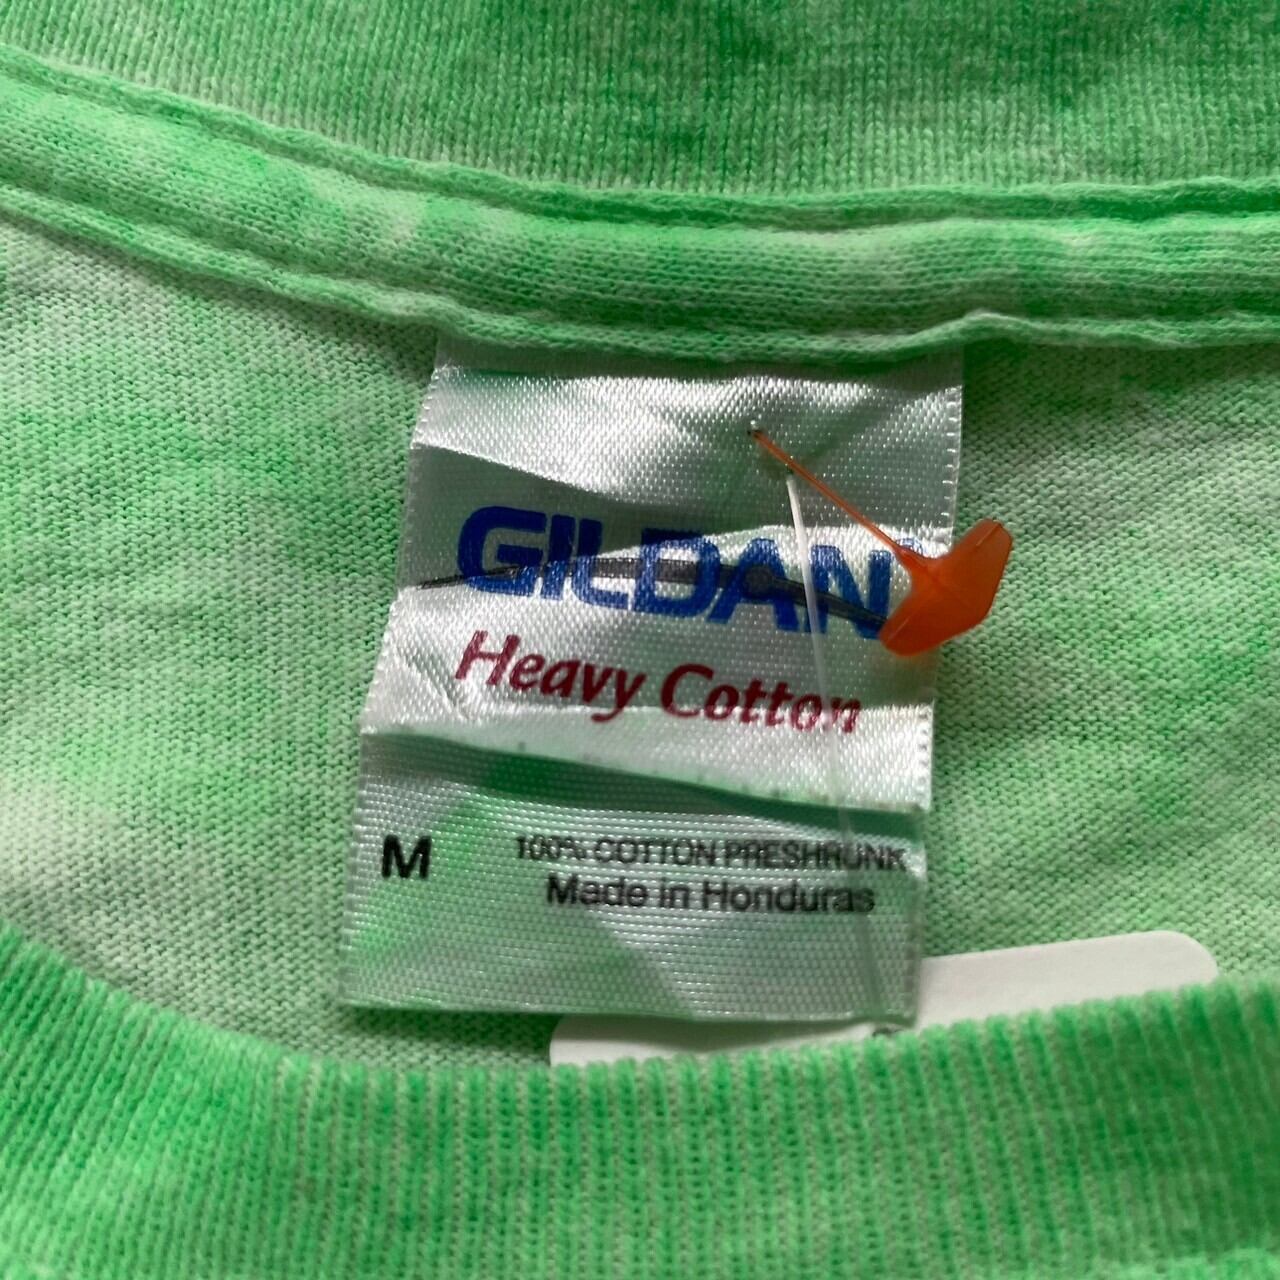 GILDAN®
Heavy Cotton
M 100% COTTON PRESHRUNK
Made in Honduras